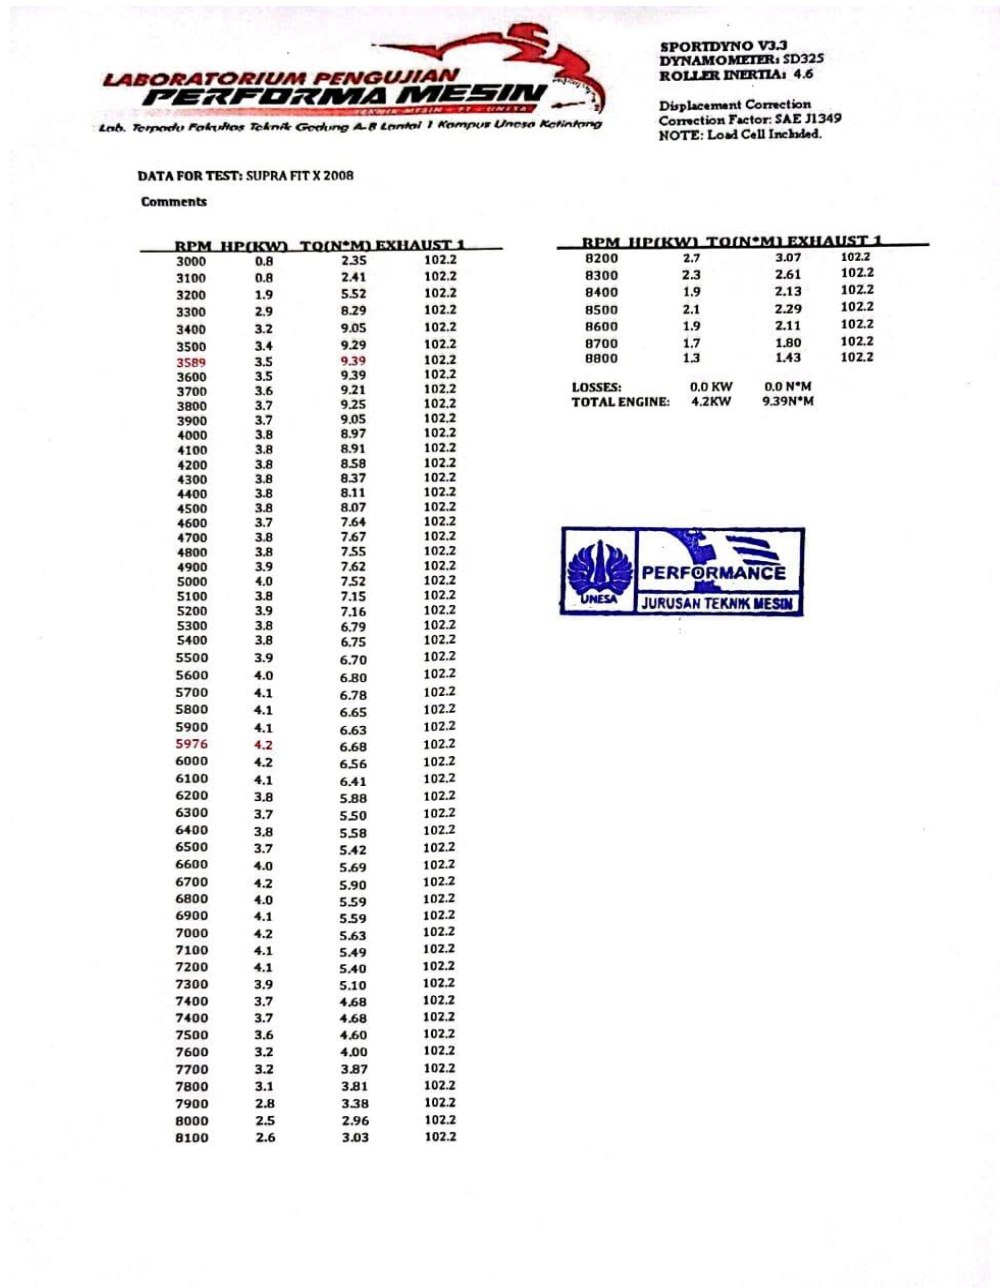 LABORATORIUM PENGUJIAN
PERFORMA MESIN
TEKNIK MESIN - FT - UNESA
Lab. Terpadu Fakultas Teknik Gedung A-8 Lantai 1 Kampus Unesa Ketintang
SPORTDYNO V3.3
DYNAMOMETER: SD325
ROLLER INERTIA: 4.6
Displacement Correction
Correction Factor: SAE J1349
NOTE: Load Cell Included.
DATA FOR TEST: SUPRA FIT X 2008
Comments
RPM HP(KW) TQ(N*M) EXHAUST 1
3000 0.8 2.35 102.2
3100 0.8 2.41 102.2
3200 1.9 5.52 102.2
3300 2.9 8.29 102.2
3400 3.2 9.05 102.2
3500 3.4 9.29 102.2
3589 3.5 9.39 102.2
3600 3.5 9.39 102.2
3700 3.6 9.21 102.2
3800 3.7 9.25 102.2
3900 3.7 9.05 102.2
4000 3.8 8.97 102.2
4100 3.8 8.91 102.2
4200 3.8 8.58 102.2
4300 3.8 8.37 102.2
4400 3.8 8.11 102.2
4500 3.8 8.07 102.2
4600 3.7 7.64 102.2
4700 3.8 7.67 102.2
4800 3.8 7.55 102.2
4900 3.9 7.62 102.2
5000 4.0 7.52 102.2
5100 3.8 7.15 102.2
5200 3.9 7.16 102.2
5300 3.8 6.79 102.2
5400 3.8 6.75 102.2
5500 3.9 6.70 102.2
5600 4.0 6.80 102.2
5700 4.1 6.78 102.2
5800 4.1 6.65 102.2
5900 4.1 6.63 102.2
5976 4.2 6.68 102.2
6000 4.2 6.56 102.2
6100 4.1 6.41 102.2
6200 3.8 5.88 102.2
6300 3.7 5.50 102.2
6400 3.8 5.58 102.2
6500 3.7 5.42 102.2
6600 4.0 5.69 102.2
6700 4.2 5.90 102.2
6800 4.0 5.59 102.2
6900 4.1 5.59 102.2
7000 4.2 5.63 102.2
7100 4.1 5.49 102.2
7200 4.1 5.40 102.2
7300 3.9 5.10 102.2
7400 3.7 4.68 102.2
7400 3.7 4.68 102.2
7500 3.6 4.60 102.2
7600 3.2 4.00 102.2
7700 3.2 3.87 102.2
7800 3.1 3.81 102.2
7900 2.8 3.38 102.2
8000 2.5 2.96 102.2
8100 2.6 3.03 102.2
RPM HP(KW) TQ(N*M) EXHAUST 1
8200 2.7 3.07 102.2
8300 2.3 2.61 102.2
8400 1.9 2.13 102.2
8500 2.1 2.29 102.2
8600 1.9 2.11 102.2
8700 1.7 1.80 102.2
8800 1.3 1.43 102.2
LOSSES: 0.0 KW 0.0 N*M
TOTAL ENGINE: 4.2KW 9.39N*M
UNESA
PERFORMANCE
JURUSAN TEKNIK MESIN